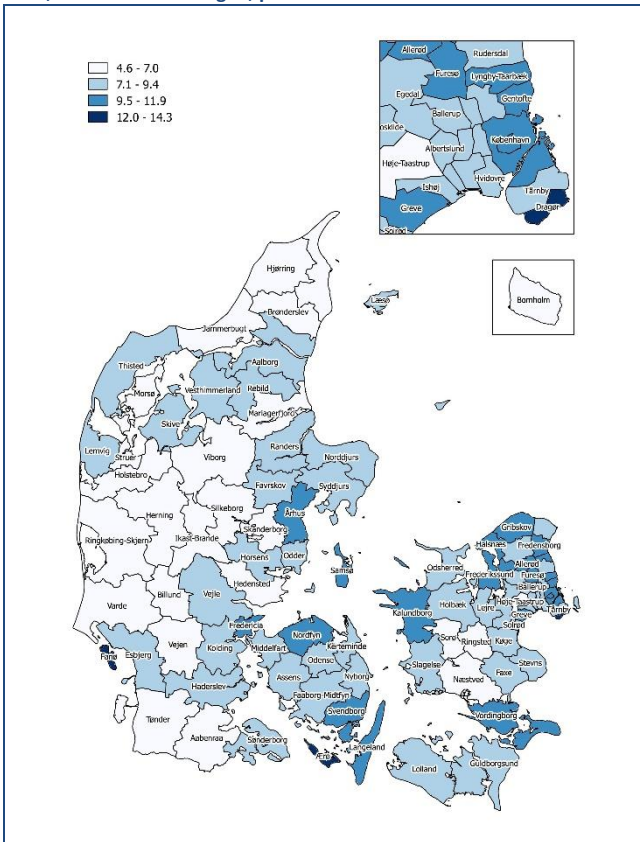 4.6 - 7.0
7.1 - 9.4
9.5 - 11.9
12.0 - 14.3
Allerød
Rudersdal
Furesø
Lyngby-Taarbæk
Egedal
Gentofte
Ballerup
oskilde
København
Albertslund
Høje-Taastrup
Hvidovre
Ishøj
Tårnby
Greve
Dragør
Solrød
Hjørring
Bornholm
Læsø
Brønderslev
Jammerbugt
Thisted
Aalborg
Vesthimmerland
Rebild
Morsø
Mariagerfjord
Skive
Lemvig
Randers
Struer
Viborg
Norddjurs
Holstebro
Favrskov
Syddjurs
Silkeborg
Herning
Århus
Gribskov
Skanderborg
Ringkøbing-Skjern
Ikast-Brande
Halsnæs
Fredensborg
Horsens
Odder
Samsø
Odsherred
Allerød
Frederikssund
Furesø
Ballerup
Hedensted
Varde
Billund
Vejle
Kalundborg
Holbæk
Lejre
Høje-Taastrup
Greve
Tårnby
Solrød
Fredericia
Nordfyn
Sorø
Ringsted
Køge
Vejen
Kolding
Middelfart
Kerteminde
Fanø
Esbjerg
Odense
Slagelse
Stevns
Assens
Nyborg
Næstved
Faxe
Haderslev
Faaborg-Midtfyn
Svendborg
Vordingborg
Tønder
Aabenraa
Sønderborg
Ærø
Langeland
Lolland
Guldborgsund